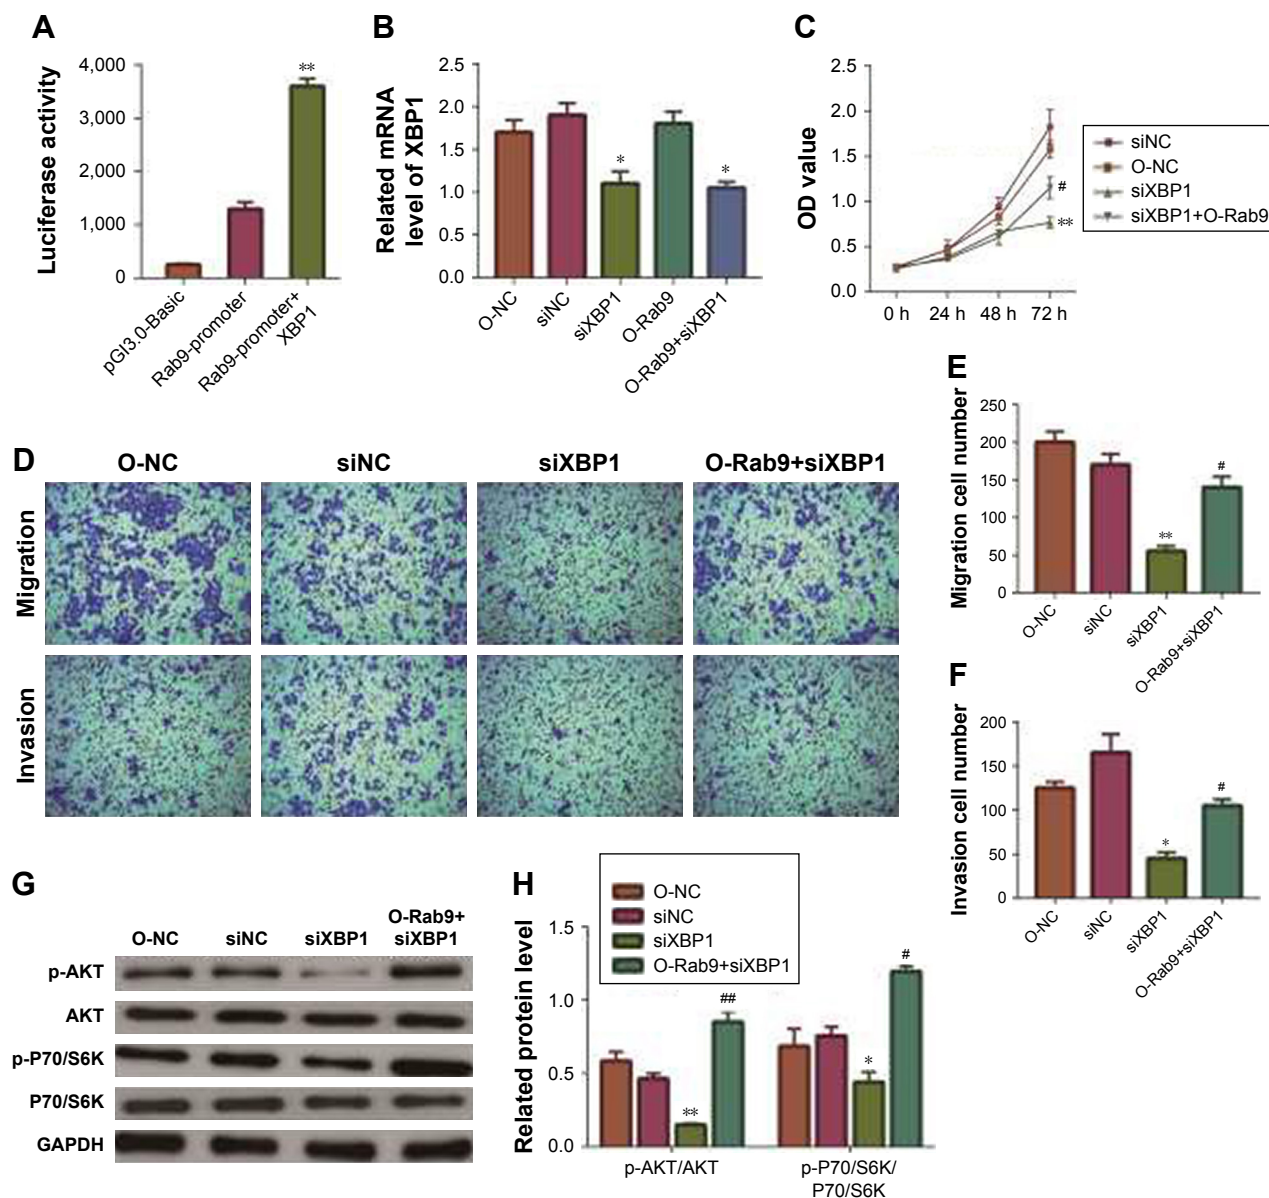 A
Luciferase activity
4,000
3,000
2,000
1,000
0
**
pGl3.0-Basic
Rab9-promoter
Rab9-promoter+
XBP1
B
Related mRNA
level of XBP1
2.5
2.0
1.5
1.0
0.5
0.0
*
*
O-NC
siNC
siXBP1
O-Rab9
O-Rab9+siXBP1
C
OD value
2.5
2.0
1.5
1.0
0.5
0.0
#
**
0 h
24 h
48 h
72 h
siNC
O-NC
siXBP1
siXBP1+O-Rab9
D
O-NC
siNC
siXBP1
O-Rab9+siXBP1
Migration
Invasion
E
Migration cell number
250
200
150
100
50
0
**
#
O-NC
siNC
siXBP1
O-Rab9+siXBP1
F
Invasion cell number
200
150
100
50
0
*
#
O-NC
siNC
siXBP1
O-Rab9+siXBP1
G
O-NC
siNC
siXBP1
O-Rab9+
siXBP1
p-AKT
AKT
p-P70/S6K
P70/S6K
GAPDH
H
O-NC
siNC
siXBP1
O-Rab9+siXBP1
Related protein level
1.5
1.0
0.5
0.0
**
##
*
#
p-AKT/AKT
p-P70/S6K/
P70/S6K